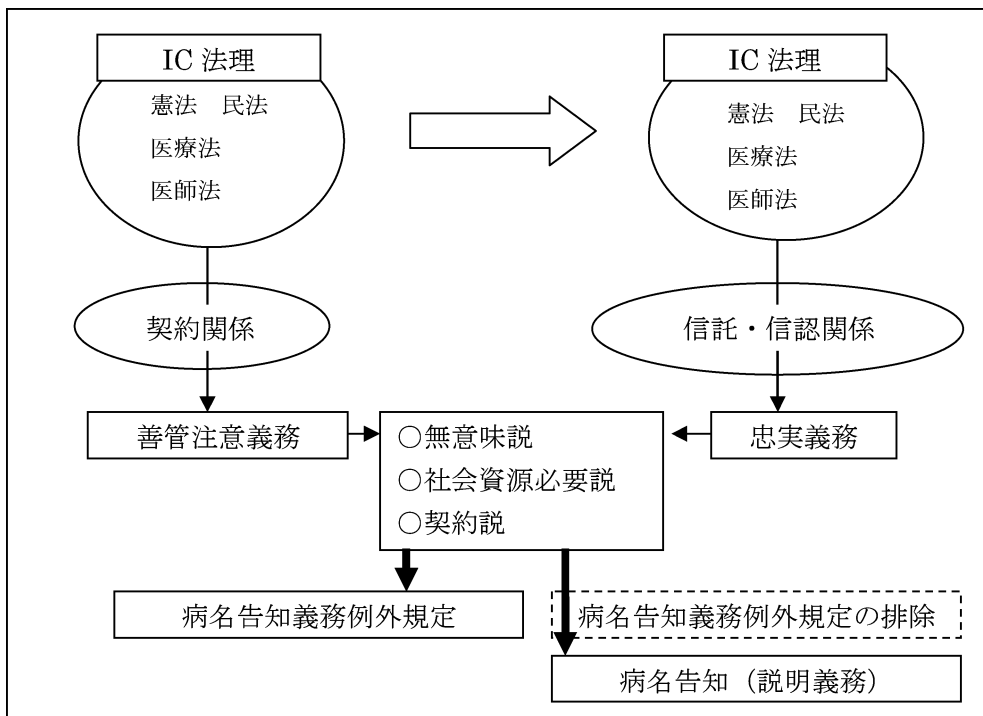 IC 法理
憲法　民法
医療法
医師法
IC 法理
憲法　民法
医療法
医師法
契約関係
信託・信認関係
善管注意義務
○無意味説
○社会資源必要説
○契約説
忠実義務
病名告知義務例外規定
病名告知義務例外規定の排除
病名告知（説明義務）